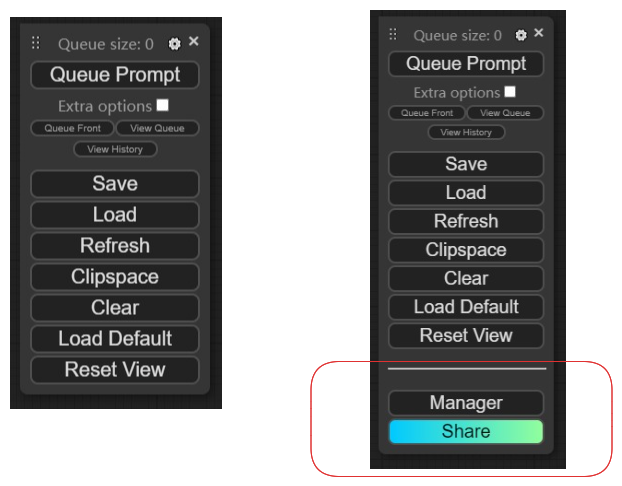 Queue size: 0
Queue Prompt
Extra options
Queue Front View Queue
View History
Save
Load
Refresh
Clipspace
Clear
Load Default
Reset View
Queue size: 0
Queue Prompt
Extra options
Queue Front View Queue
View History
Save
Load
Refresh
Clipspace
Clear
Load Default
Reset View
Manager
Share